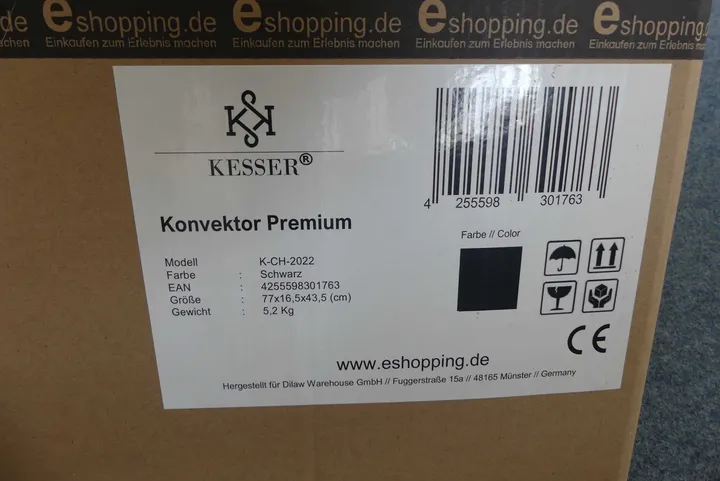 eshopping.de eshopping.de eshopping.de
Einkaufen zum Erlebnis machen Einkaufen zum Erlebnis machen Einkaufen zum Erlebnis machen
KESSER®
Konvektor Premium
Modell K-CH-2022
Farbe : Schwarz
EAN : 4255598301763
Größe : 77x16,5x43,5 (cm)
Gewicht : 5,2 Kg
4 255598 301763
Farbe // Color
CE
www.eshopping.de
Hergestellt für Dilaw Warehouse GmbH // Fuggerstraße 15a // 48165 Münster // Germany